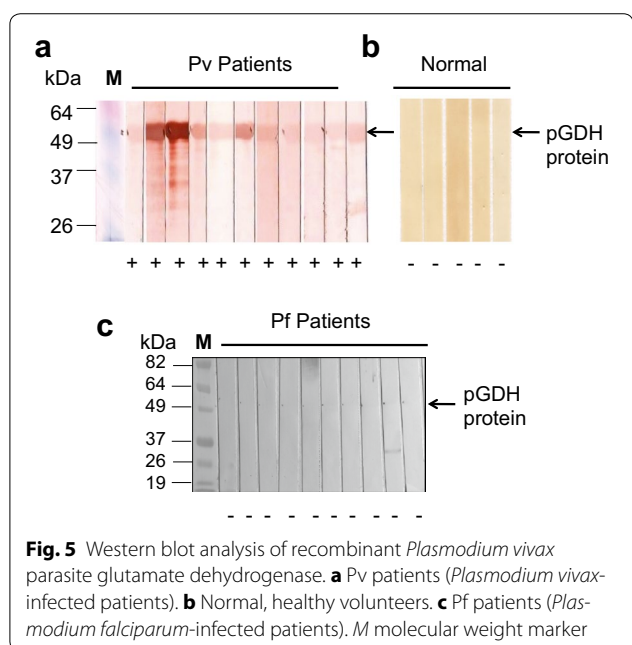 a
b
kDa
M
Pv Patients
Normal
64
49
37
26
pGDH
protein
+ + + + + + + + + + +
- - - - -
c
kDa
M
Pf Patients
82
64
49
37
26
19
pGDH
protein
- - - - - - - - -
Fig. 5 Western blot analysis of recombinant Plasmodium vivax
parasite glutamate dehydrogenase. a Pv patients (Plasmodium vivax-
infected patients). b Normal, healthy volunteers. c Pf patients (Plas-
modium falciparum-infected patients). M molecular weight marker